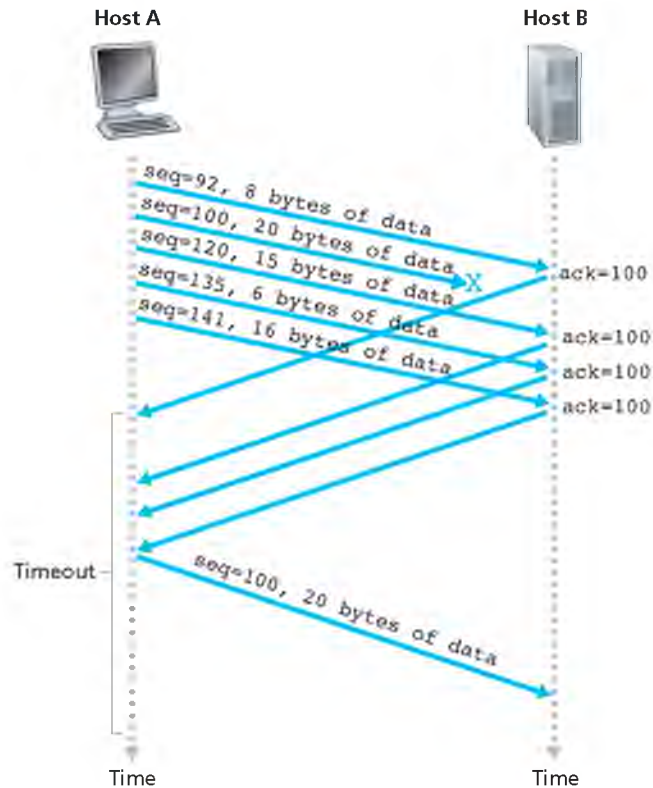 Host A
Host B
seq=92, 8 bytes of data
seq=100, 20 bytes of data
X
seq=120, 15 bytes of data
seq=135, 6 bytes of data
seq=141, 16 bytes of data
ack=100
ack=100
ack=100
ack=100
Timeout
seq=100, 20 bytes of data
Time
Time